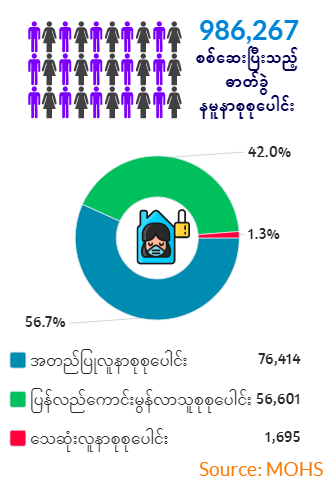 986,267
စစ်ဆေးပြီးသည့်
ဓာတ်ခွဲ
နမူနာစုစုပေါင်း
42.0%
1.3%
56.7%
အတည်ပြုလူနာစုစုပေါင်း 76,414
ပြန်လည်ကောင်းမွန်လာသူစုစုပေါင်း 56,601
သေဆုံးလူနာစုစုပေါင်း 1,695
Source: MOHS